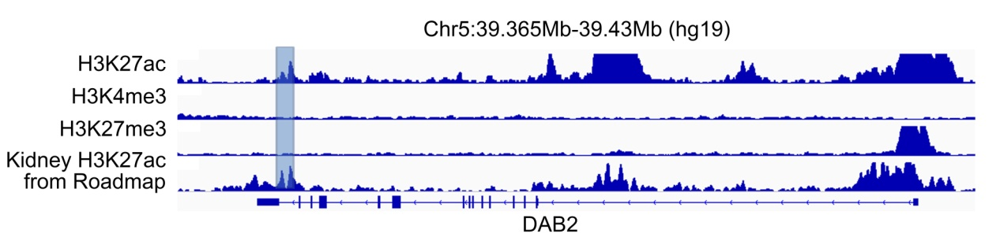 Chr5:39.365Mb-39.43Mb (hg19)
H3K27ac
H3K4me3
H3K27me3
Kidney H3K27ac
from Roadmap
DAB2